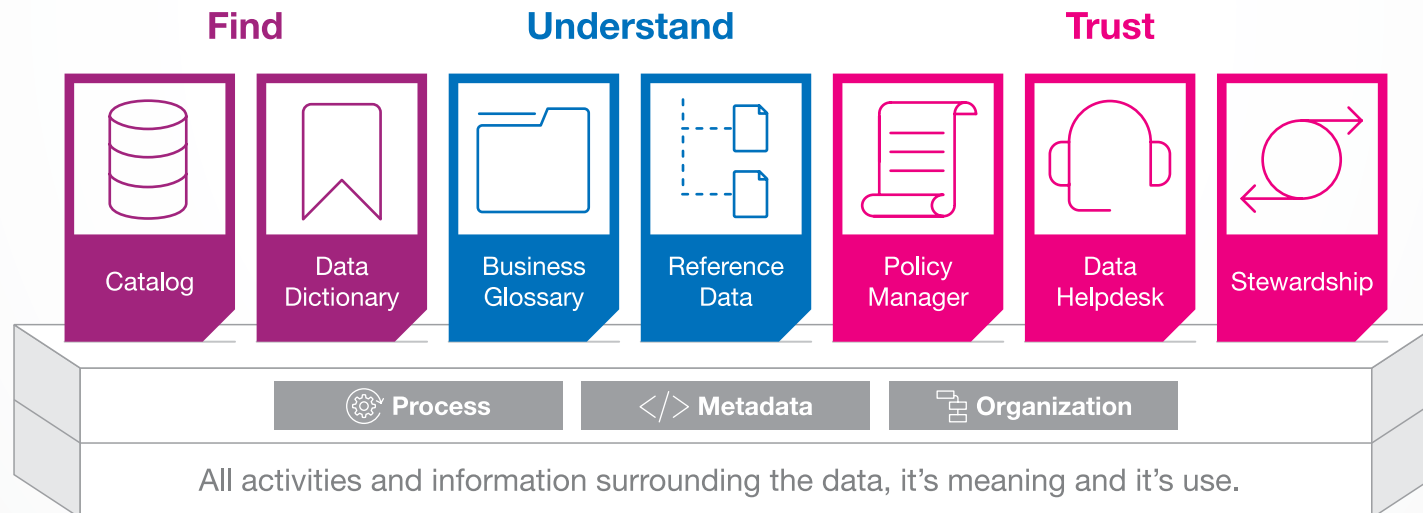 Find
Understand
Trust
Catalog
Data
Dictionary
Business
Glossary
Reference
Data
Policy
Manager
Data
Helpdesk
Stewardship
Process
</> Metadata
Organization
All activities and information surrounding the data, it's meaning and it's use.